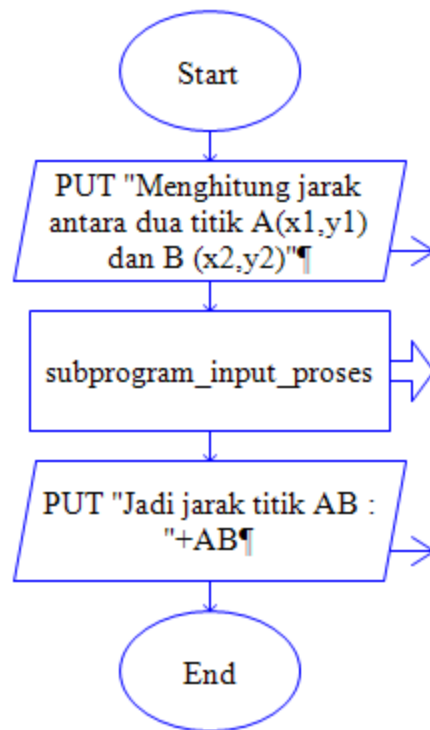 Start
PUT "Menghitung jarak
antara dua titik A(x1,y1)
dan B (x2,y2)"¶
subprogram_input_proses
PUT "Jadi jarak titik AB :
"+AB¶
End